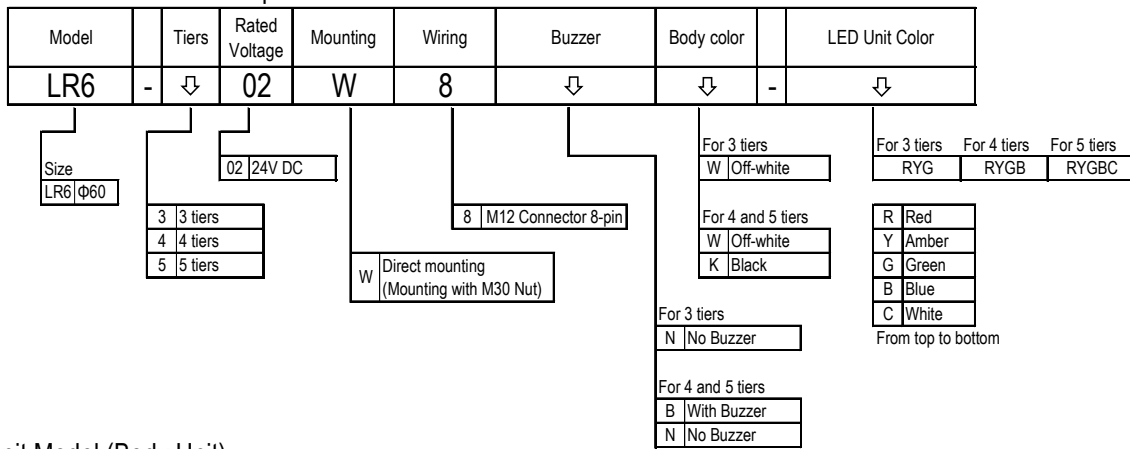 Model Tiers Rated Voltage Mounting Wiring Buzzer Body color LED Unit Color
LR6 - ⇩ 02 W 8 ⇩ ⇩ - ⇩
Size
LR6 Φ60
3 3 tiers
4 4 tiers
5 5 tiers
02 24V DC
W Direct mounting
(Mounting with M30 Nut)
8 M12 Connector 8-pin
For 3 tiers
N No Buzzer
For 4 and 5 tiers
B With Buzzer
N No Buzzer
For 3 tiers
W Off-white
For 4 and 5 tiers
W Off-white
K Black
For 3 tiers For 4 tiers For 5 tiers
RYG RYGB RYGBC
R Red
Y Amber
G Green
B Blue
C White
From top to bottom